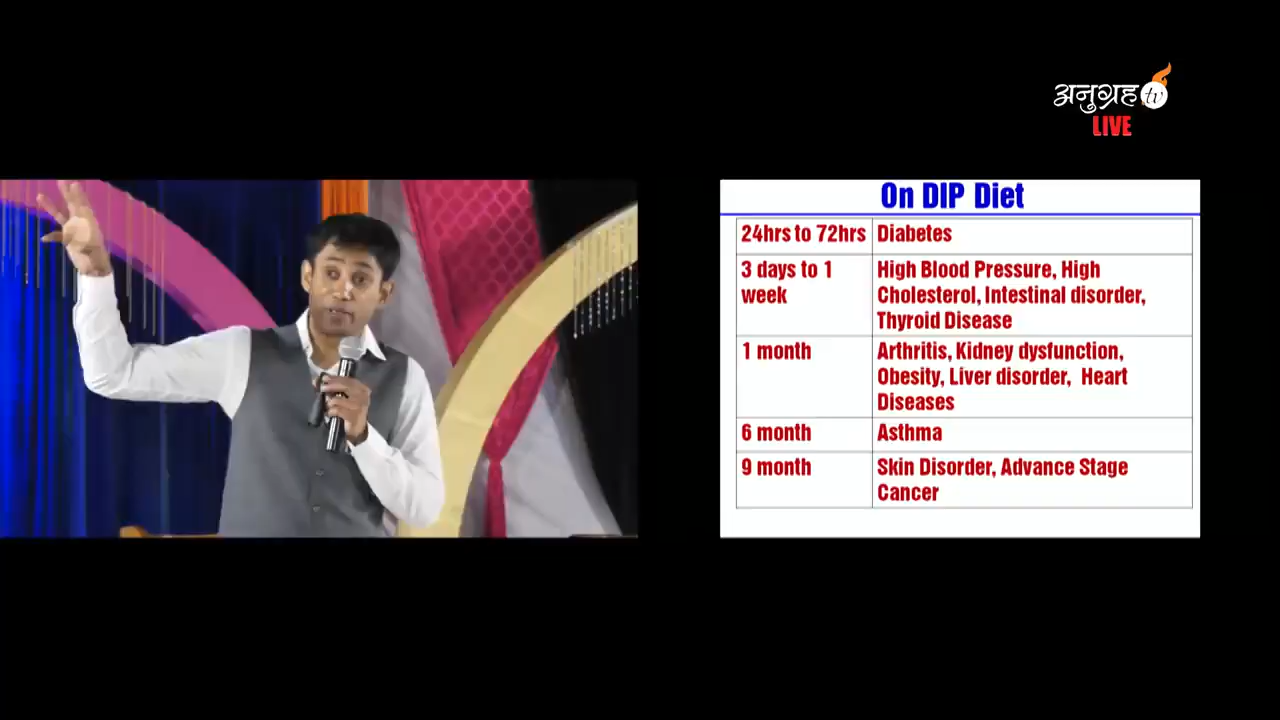 अनुग्रह tv
LIVE
On DIP Diet
24hrs to 72hrs Diabetes
3 days to 1 week
High Blood Pressure, High
Cholesterol, Intestinal disorder,
Thyroid Disease
1 month
Arthritis, Kidney dysfunction,
Obesity, Liver disorder, Heart
Diseases
6 month Asthma
9 month
Skin Disorder, Advance Stage
Cancer